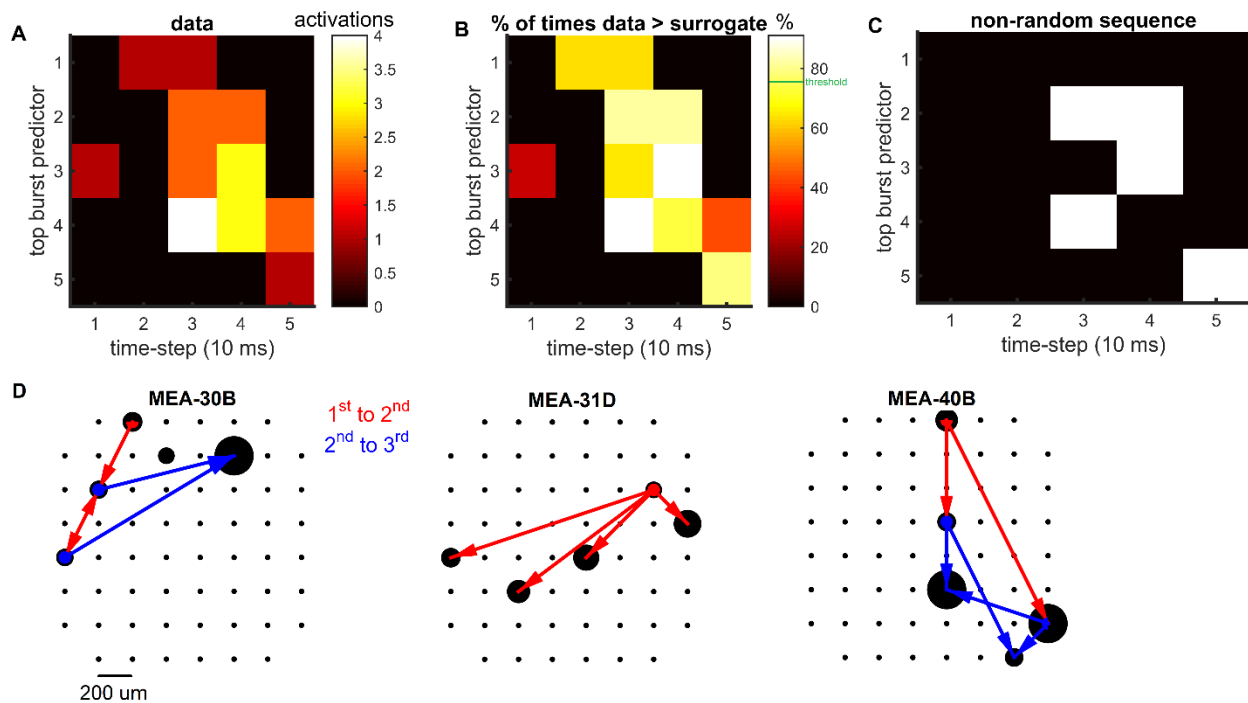 A
data
activations
4
3.5
3
2.5
2
1.5
1
0.5
0
top burst predictor
1
2
3
4
5
1 2 3 4 5
time-step (10 ms)
B
% of times data > surrogate
%
80
threshold
60
40
20
0
top burst predictor
1
2
3
4
5
1 2 3 4 5
time-step (10 ms)
C
non-random sequence
top burst predictor
1
2
3
4
5
1 2 3 4 5
time-step (10 ms)
D
MEA-30B
1st to 2nd
2nd to 3rd
MEA-31D
MEA-40B
200 um